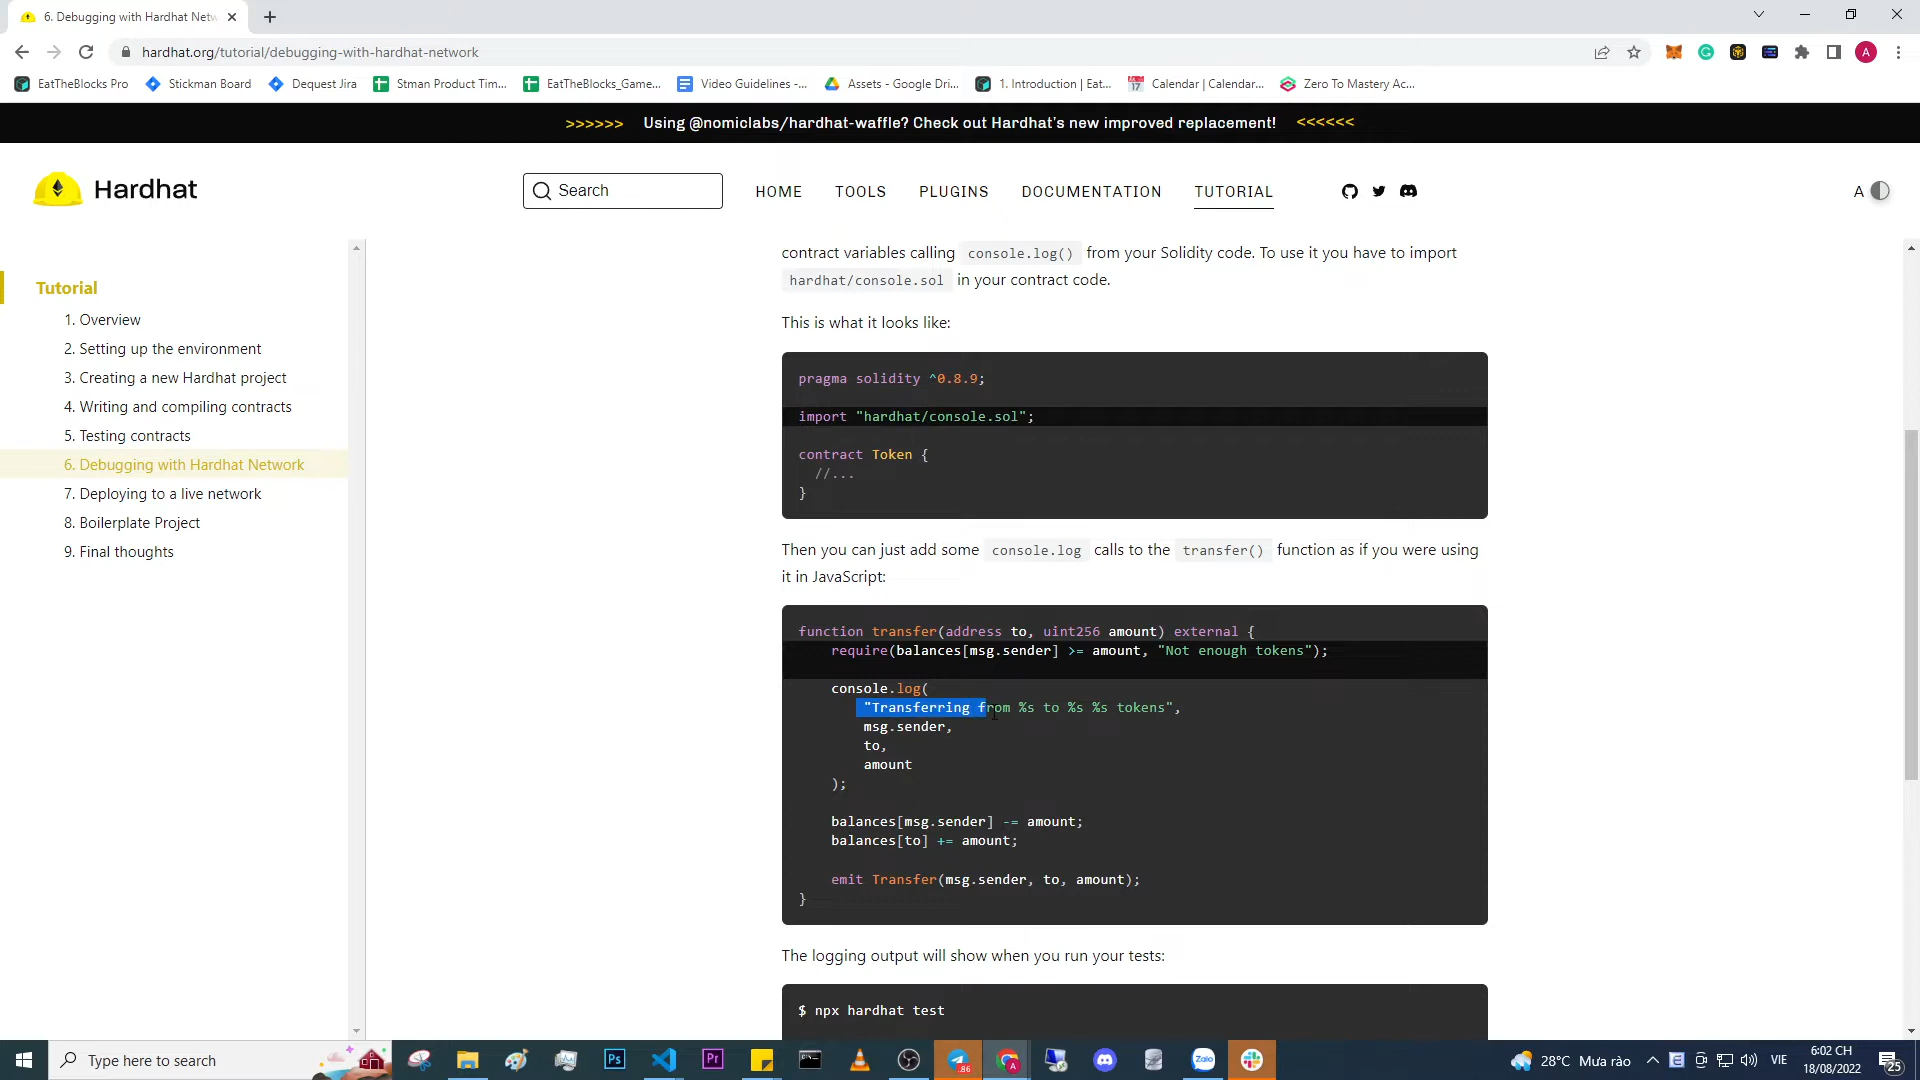 6. Debugging with Hardhat Netw
hardhat.org/tutorial/debugging-with-hardhat-network
A
EatTheBlocks Pro
Stickman Board
Dequest Jira
Stman Product Tim...
EatTheBlocks_Game...
Video Guidelines -...
Assets - Google Dri...
1. Introduction | Eat...
17
Calendar | Calendar...
Zero To Mastery Ac...
>>>>>> Using @nomiclabs/hardhat-waffle? Check out Hardhat's new improved replacement! <<<<<<
Hardhat
Search
HOME
TOOLS
PLUGINS
DOCUMENTATION
TUTORIAL
A
Tutorial
1. Overview
2. Setting up the environment
3. Creating a new Hardhat project
4. Writing and compiling contracts
5. Testing contracts
6. Debugging with Hardhat Network
7. Deploying to a live network
8. Boilerplate Project
9. Final thoughts
contract variables calling console.log() from your Solidity code. To use it you have to import
hardhat/console.sol in your contract code.
This is what it looks like:
pragma solidity ^0.8.9;
import "hardhat/console.sol";
contract Token {
//...
}
Then you can just add some console.log calls to the transfer() function as if you were using
it in JavaScript:
function transfer(address to, uint256 amount) external {
require(balances[msg.sender] >= amount, "Not enough tokens");
console.log(
"Transferring from %s to %s %s tokens",
msg.sender,
to,
amount
);
balances[msg.sender] -= amount;
balances[to] += amount;
emit Transfer(msg.sender, to, amount);
}
The logging output will show when you run your tests:
$ npx hardhat test
Type here to search
Ps
Pr
86
A
Zalo
28°C Mưa rào
E
VIE
6:02 CH
18/08/2022
25